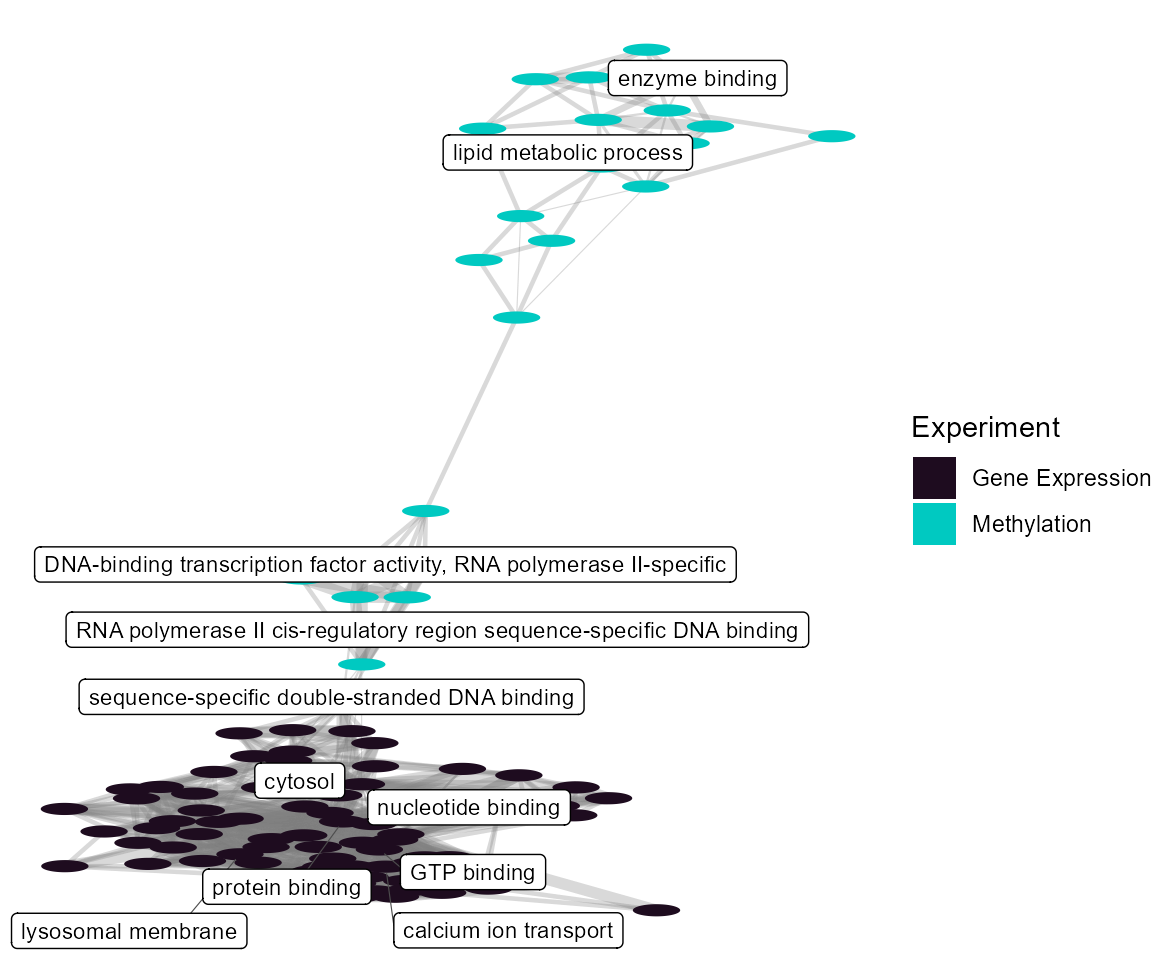 enzyme binding
lipid metabolic process
Experiment
Gene Expression
Methylation
DNA-binding transcription factor activity, RNA polymerase II-specific
RNA polymerase II cis-regulatory region sequence-specific DNA binding
sequence-specific double-stranded DNA binding
cytosol
nucleotide binding
GTP binding
protein binding
lysosomal membrane
calcium ion transport